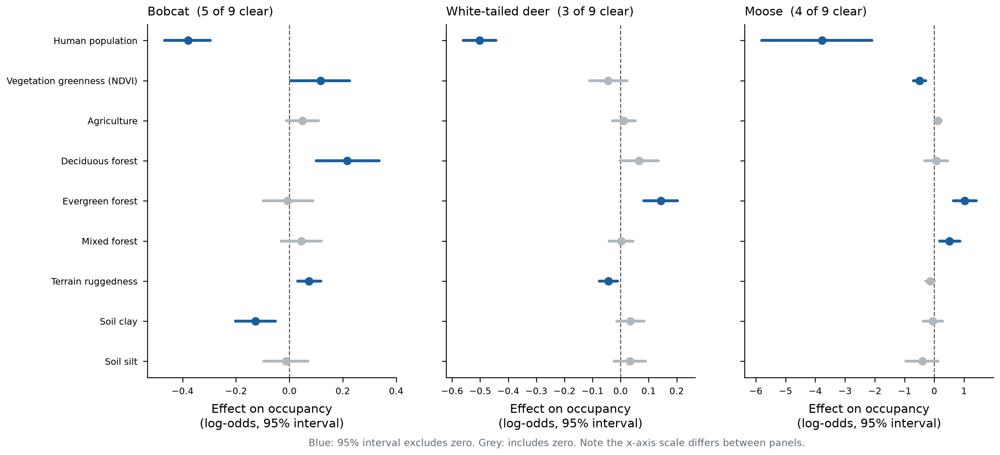 Bobcat  (5 of 9 clear)
White-tailed deer  (3 of 9 clear)
Moose  (4 of 9 clear)
Human population
Vegetation greenness (NDVI)
Agriculture
Deciduous forest
Evergreen forest
Mixed forest
Terrain ruggedness
Soil clay
Soil silt
−0.4 −0.2 0.0 0.2 0.4
−0.6 −0.5 −0.4 −0.3 −0.2 −0.1 0.0 0.1 0.2
−6 −5 −4 −3 −2 −1 0 1
Effect on occupancy
(log-odds, 95% interval)
Effect on occupancy
(log-odds, 95% interval)
Effect on occupancy
(log-odds, 95% interval)
Blue: 95% interval excludes zero. Grey: includes zero. Note the x-axis scale differs between panels.